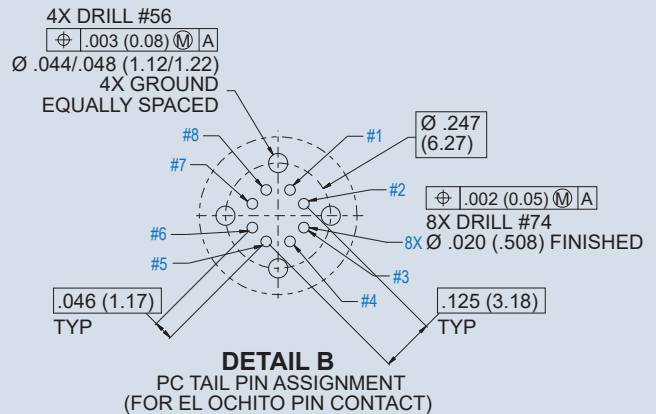 4X DRILL #56
⌖ .003 (0.08) Ⓜ A
Ø .044/.048 (1.12/1.22)
4X GROUND
EQUALLY SPACED
#8
#1
Ø .247
(6.27)
#7
#2
⌖ .002 (0.05) Ⓜ A
8X DRILL #74
8X Ø .020 (.508) FINISHED
#6
#5
#3
#4
.046 (1.17)
TYP
.125 (3.18)
TYP
DETAIL B
PC TAIL PIN ASSIGNMENT
(FOR EL OCHITO PIN CONTACT)